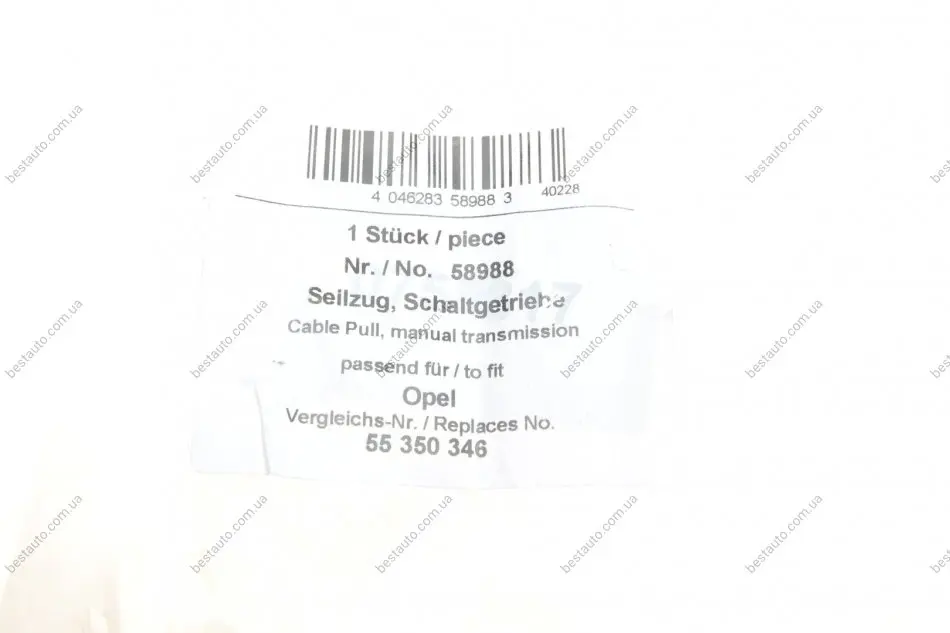 4 046283 58988 3
40228
1 Stück / piece
Nr. / No. 58988
Seilzug, Schaltgetriebe
Cable Pull, manual transmission
passend für / to fit
Opel
Vergleichs-Nr. / Replaces No.
55 350 346
bestauto.com.ua